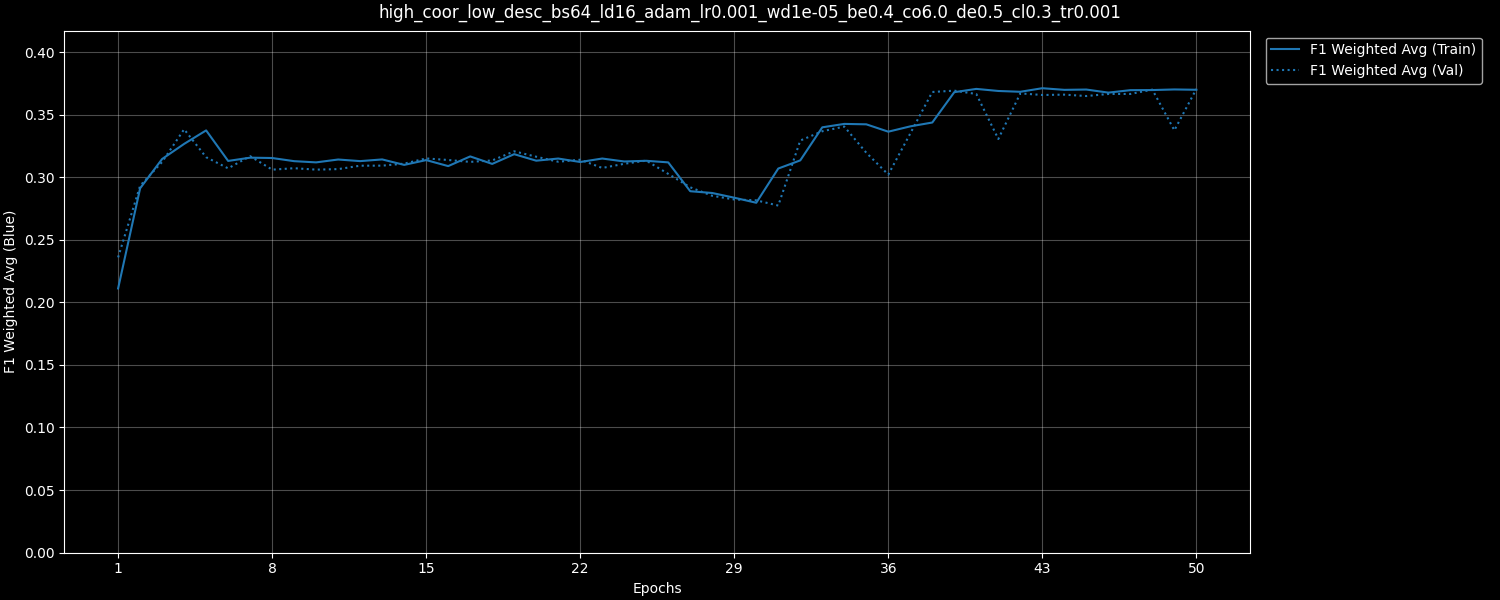 high_coor_low_desc_bs64_ld16_adam_lr0.001_wd1e-05_be0.4_co6.0_de0.5_cl0.3_tr0.001
F1 Weighted Avg (Train)
F1 Weighted Avg (Val)
F1 Weighted Avg (Blue)
0.40
0.35
0.30
0.25
0.20
0.15
0.10
0.05
0.00
1 8 15 22 29 36 43 50
Epochs